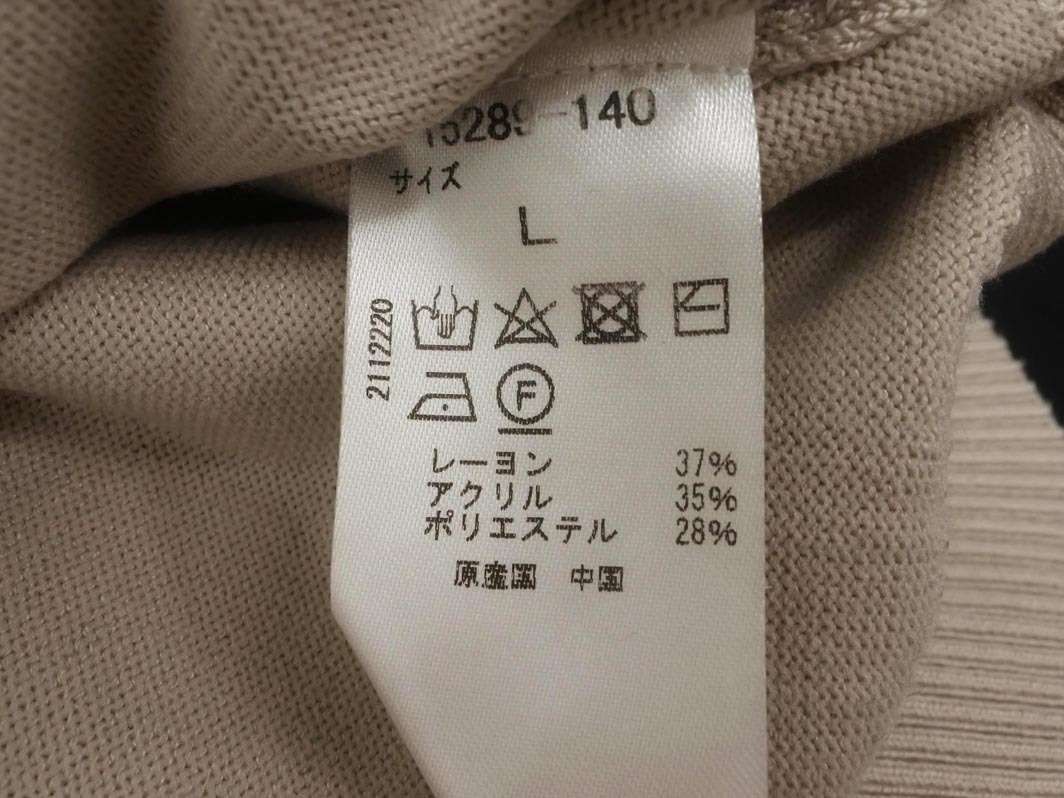 15289-140
サイズ
L
2112220
F
レーヨン 37%
アクリル 35%
ポリエステル 28%
原産国 中国